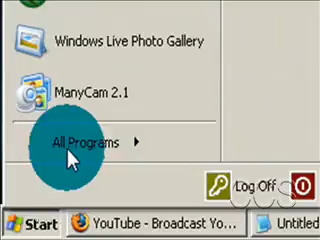 Windows Live Photo Gallery
ManyCam 2.1
All Programs
Log Off
Start
YouTube - Broadcast Yo...
Untitled